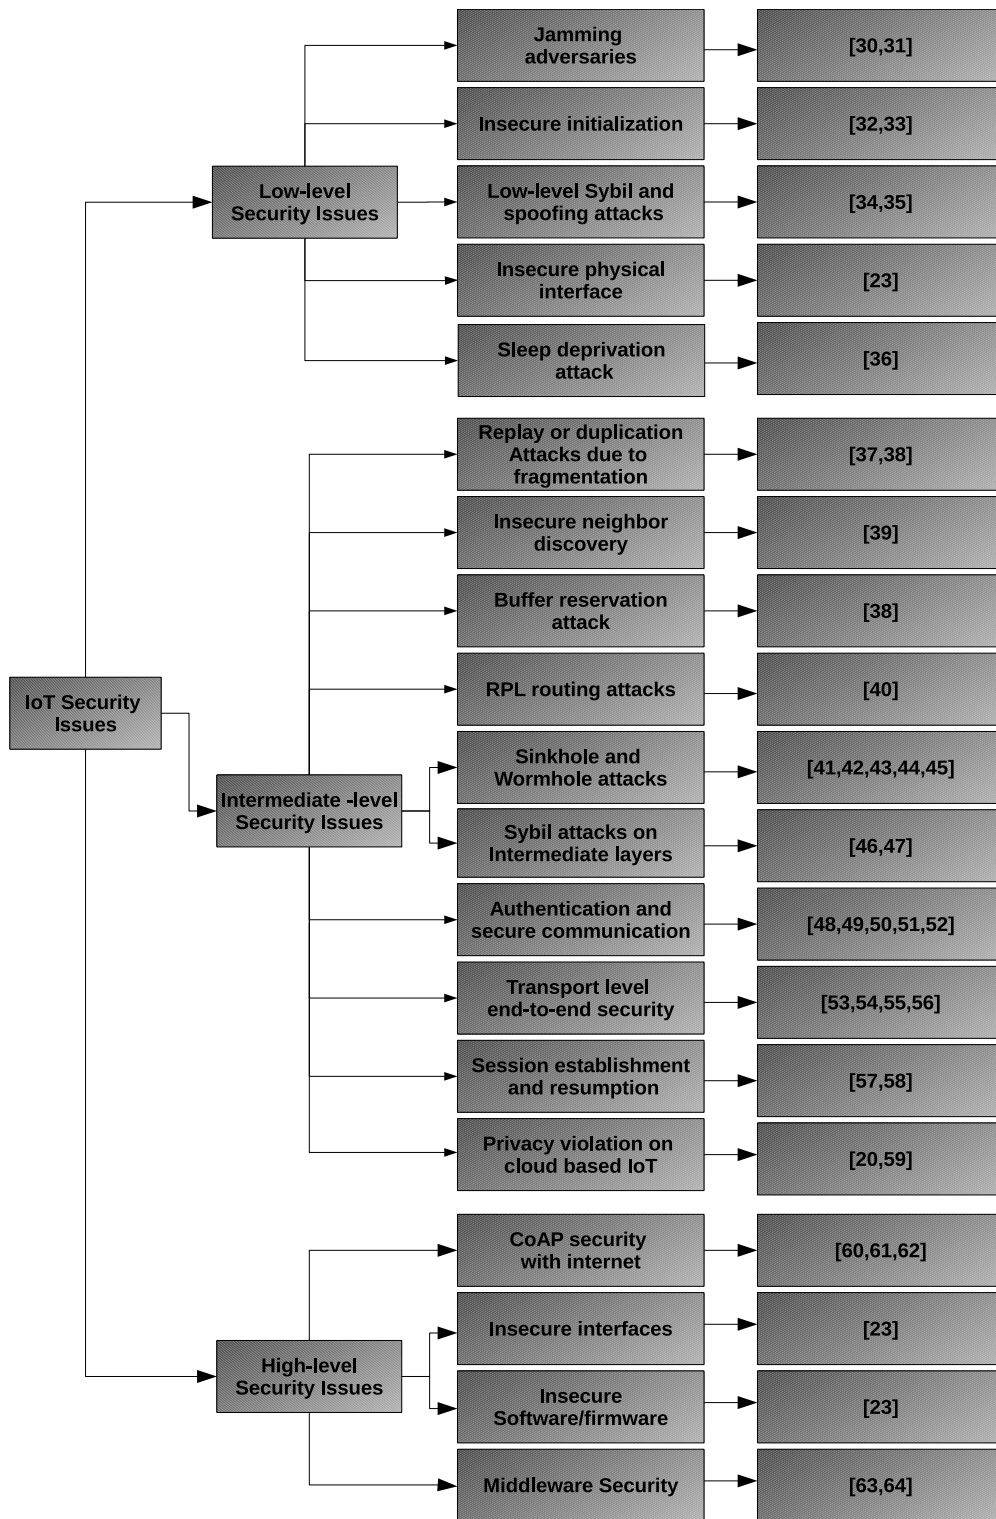 Jamming
adversaries
[30,31]
Insecure initialization
[32,33]
Low-level
Security Issues
Low-level Sybil and
spoofing attacks
[34,35]
Insecure physical
interface
[23]
Sleep deprivation
attack
[36]
Replay or duplication
Attacks due to
fragmentation
[37,38]
Insecure neighbor
discovery
[39]
Buffer reservation
attack
[38]
IoT Security
Issues
RPL routing attacks
[40]
Intermediate -level
Security Issues
Sinkhole and
Wormhole attacks
[41,42,43,44,45]
Sybil attacks on
Intermediate layers
[46,47]
Authentication and
secure communication
[48,49,50,51,52]
Transport level
end-to-end security
[53,54,55,56]
Session establishment
and resumption
[57,58]
Privacy violation on
cloud based IoT
[20,59]
CoAP security
with internet
[60,61,62]
High-level
Security Issues
Insecure interfaces
[23]
Insecure
Software/firmware
[23]
Middleware Security
[63,64]